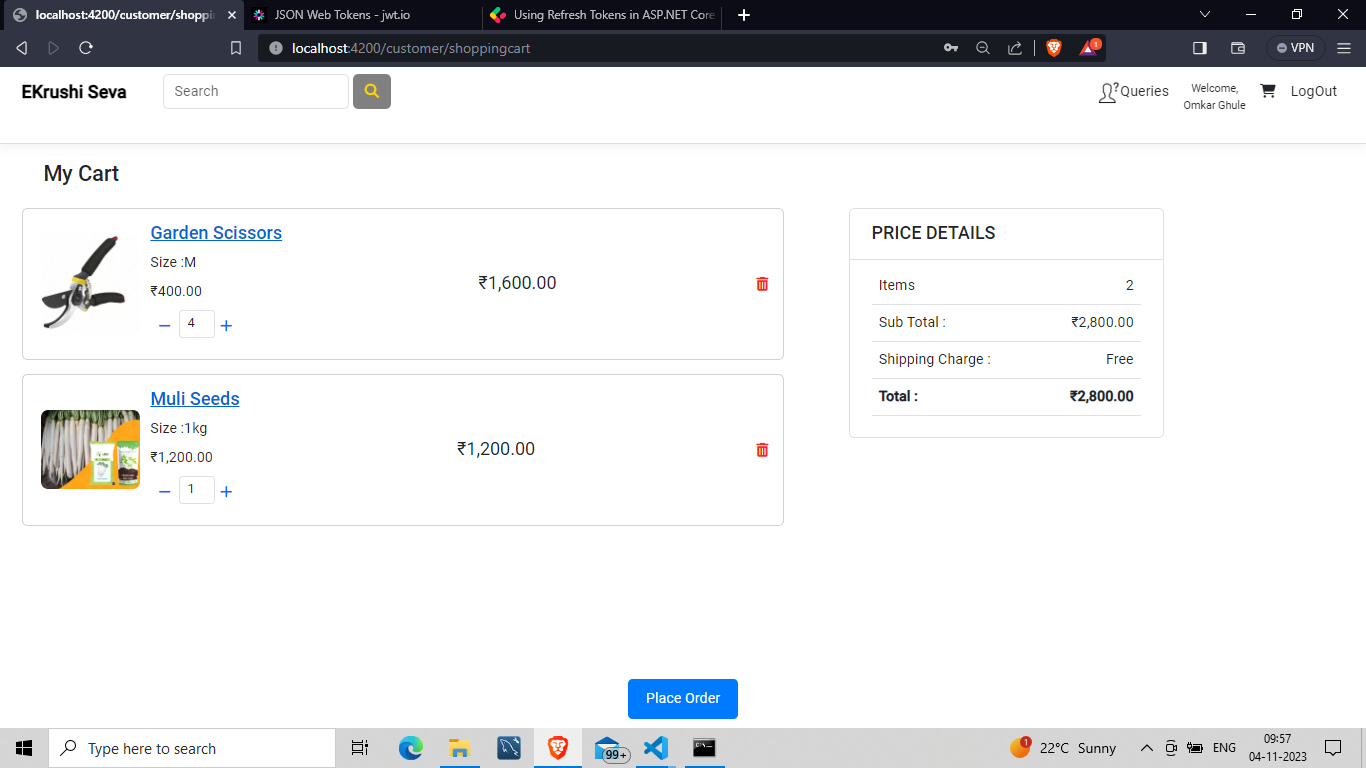 localhost:4200/customer/shoppin
JSON Web Tokens - jwt.io
Using Refresh Tokens in ASP.NET Core
localhost:4200/customer/shoppingcart
1
VPN
EKrushi Seva
Search
Queries
Welcome,
Omkar Ghule
LogOut
My Cart
Garden Scissors
Size :M
₹400.00
4
₹1,600.00
Muli Seeds
Size :1kg
₹1,200.00
1
₹1,200.00
PRICE DETAILS
Items 2
Sub Total : ₹2,800.00
Shipping Charge : Free
Total : ₹2,800.00
Place Order
Type here to search
99+
1
22°C Sunny
ENG
09:57
04-11-2023